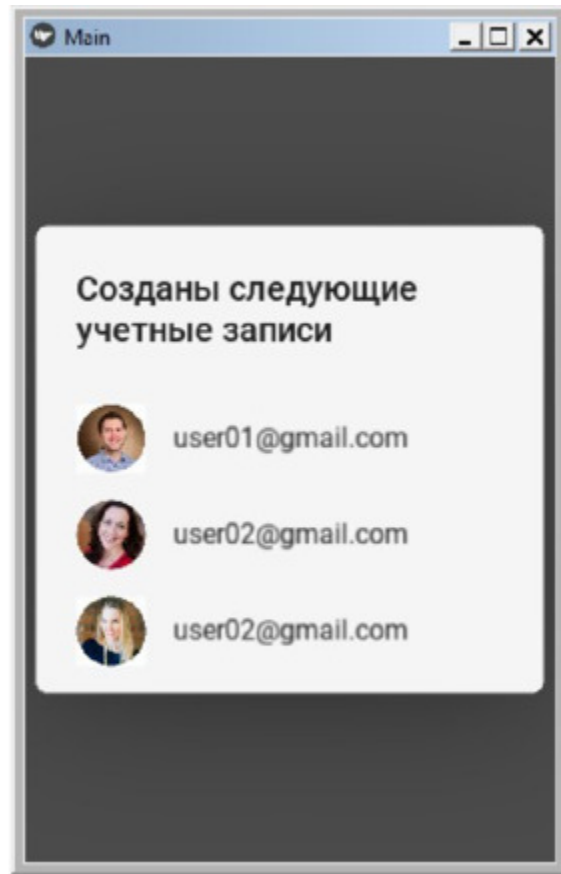 Main
Созданы следующие
учетные записи
user01@gmail.com
user02@gmail.com
user02@gmail.com